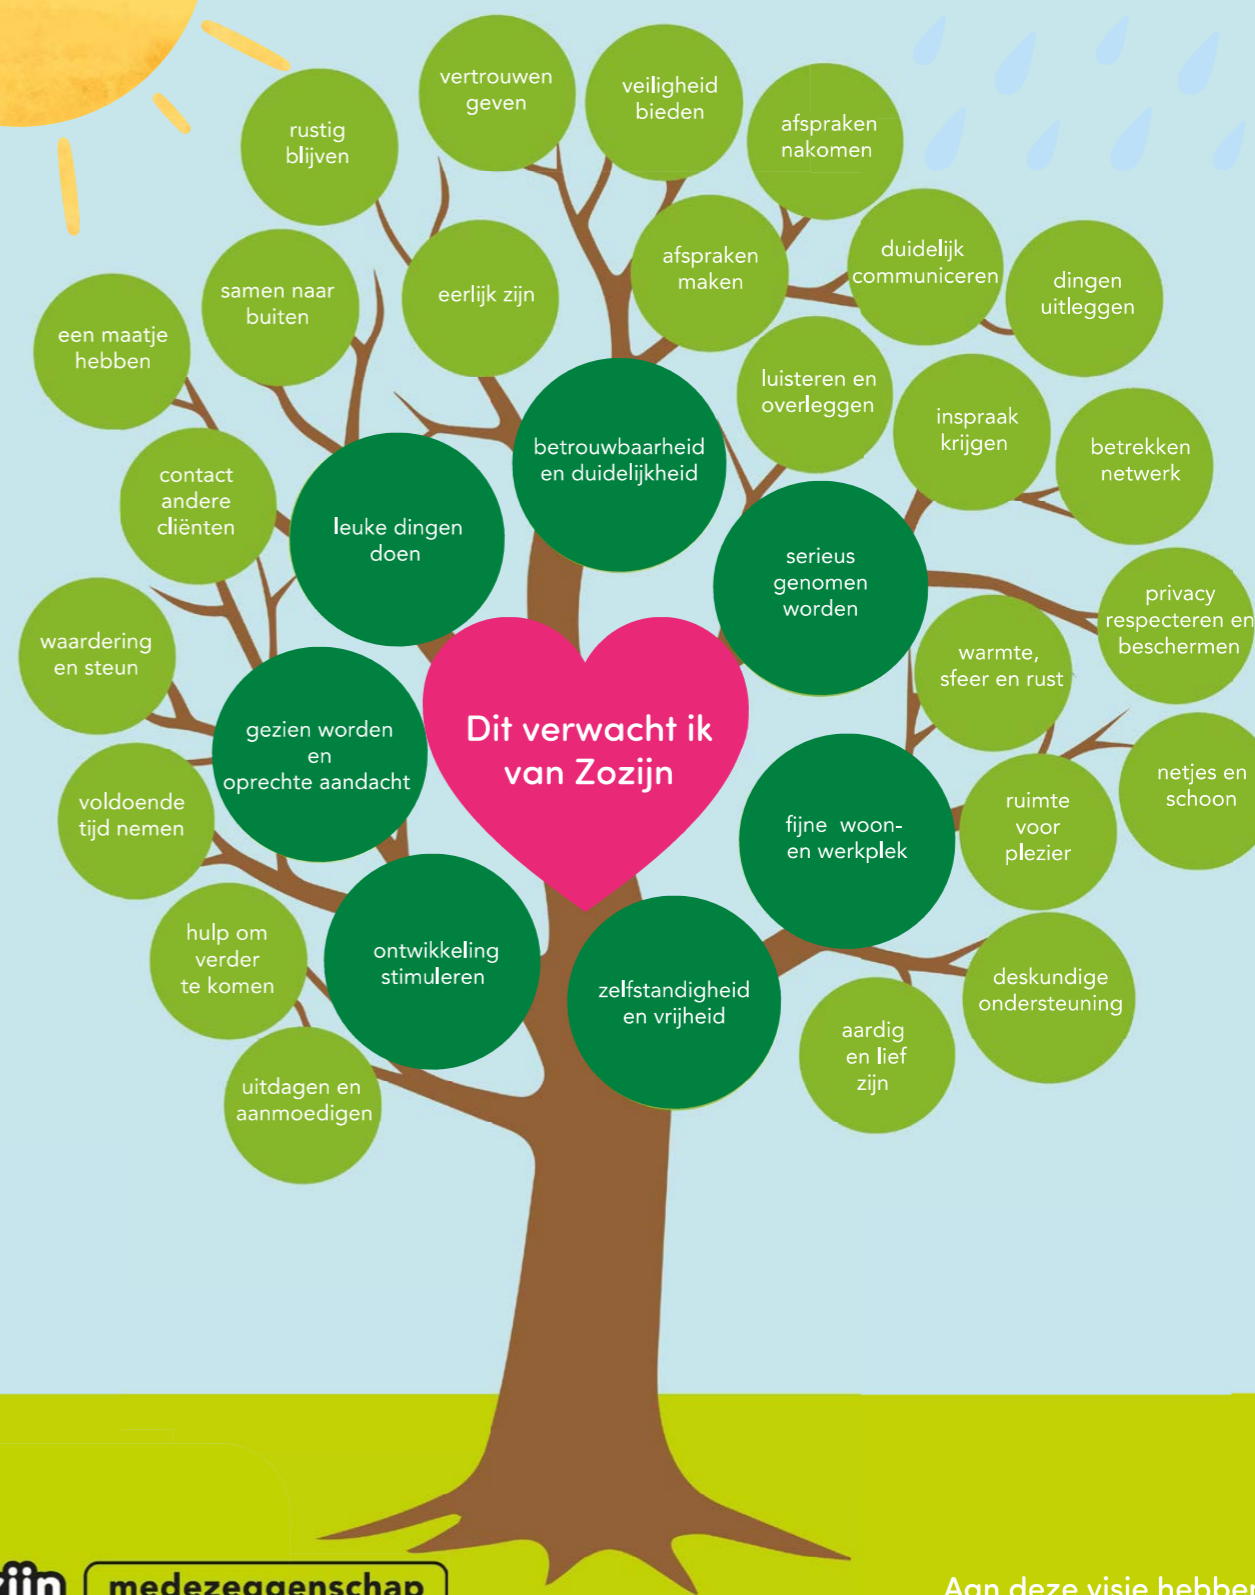 vertrouwen
geven
veiligheid
bieden
afspraken
nakomen
rustig
blijven
afspraken
maken
duidelijk
communiceren
dingen
uitleggen
samen naar
buiten
eerlijk zijn
een maatje
hebben
luisteren en
overleggen
inspraak
krijgen
betrekken
netwerk
betrouwbaarheid
en duidelijkheid
contact
andere
cliënten
leuke dingen
doen
serieus
genomen
worden
privacy
respecteren en
beschermen
waardering
en steun
warmte,
sfeer en rust
gezien worden
en
oprechte aandacht
Dit verwacht ik
van Zozijn
netjes en
schoon
voldoende
tijd nemen
fijne woon-
en werkplek
ruimte
voor
plezier
hulp om
verder
te komen
ontwikkeling
stimuleren
zelfstandigheid
en vrijheid
deskundige
ondersteuning
aardig
en lief
zijn
uitdagen en
aanmoedigen
medezeggenschap
Aan deze visie hebben